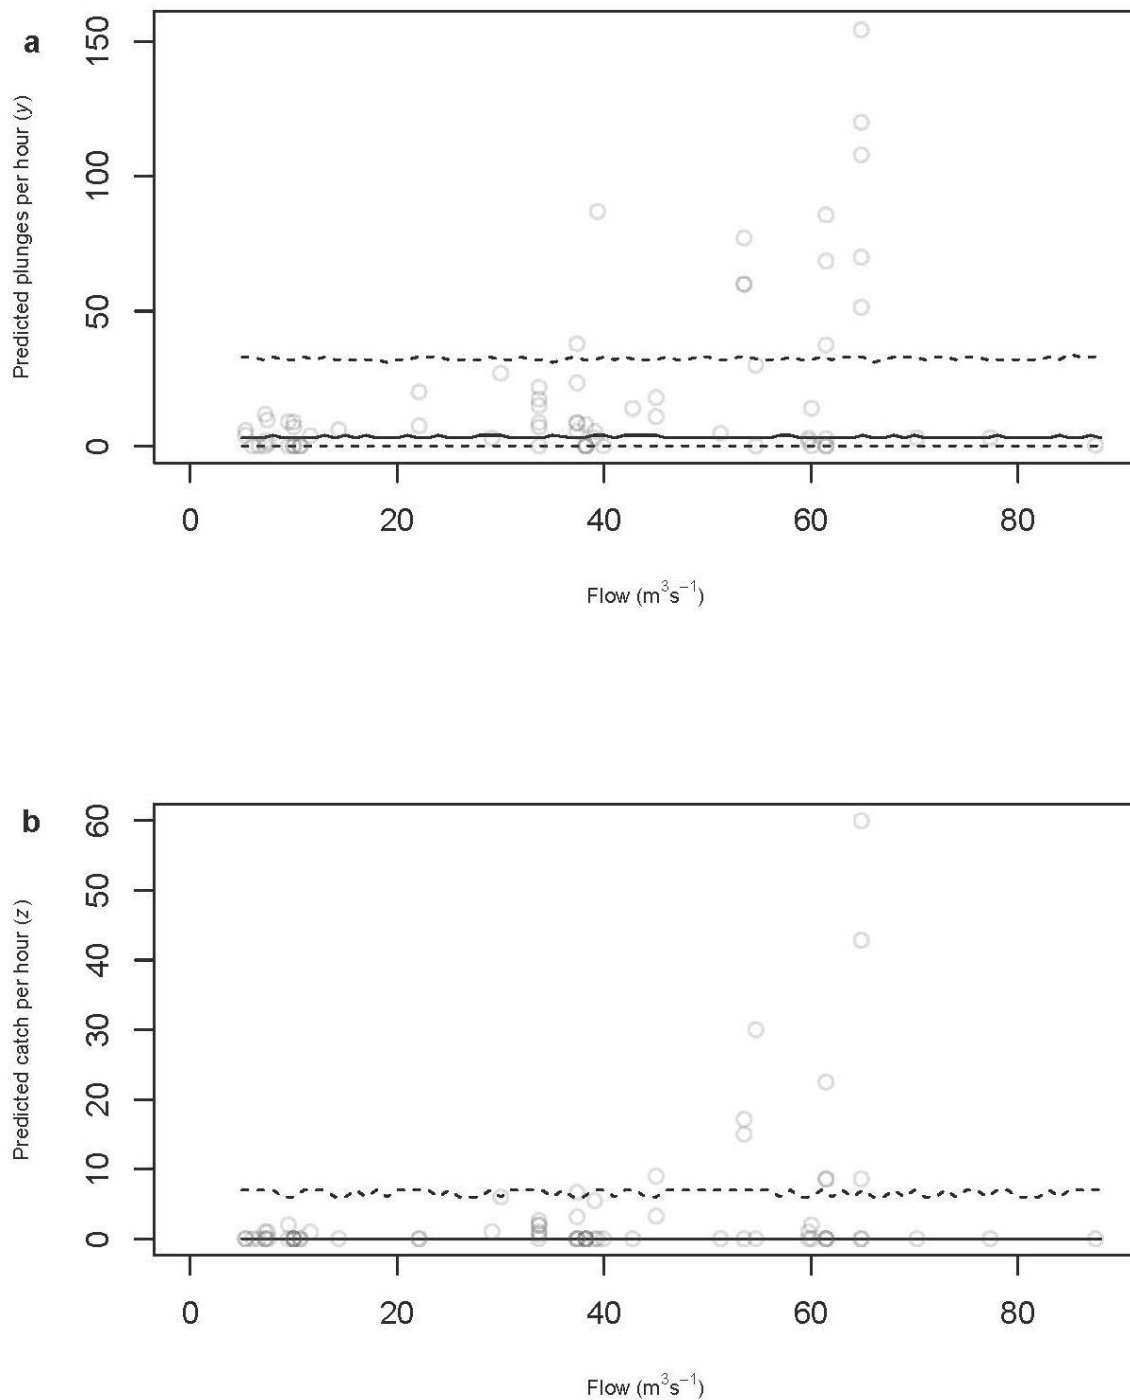 a
Predicted plunges per hour (y)
150
100
50
0
0 20 40 60 80
Flow (m³s⁻¹)
b
Predicted catch per hour (z)
60
50
40
30
20
10
0
0 20 40 60 80
Flow (m³s⁻¹)